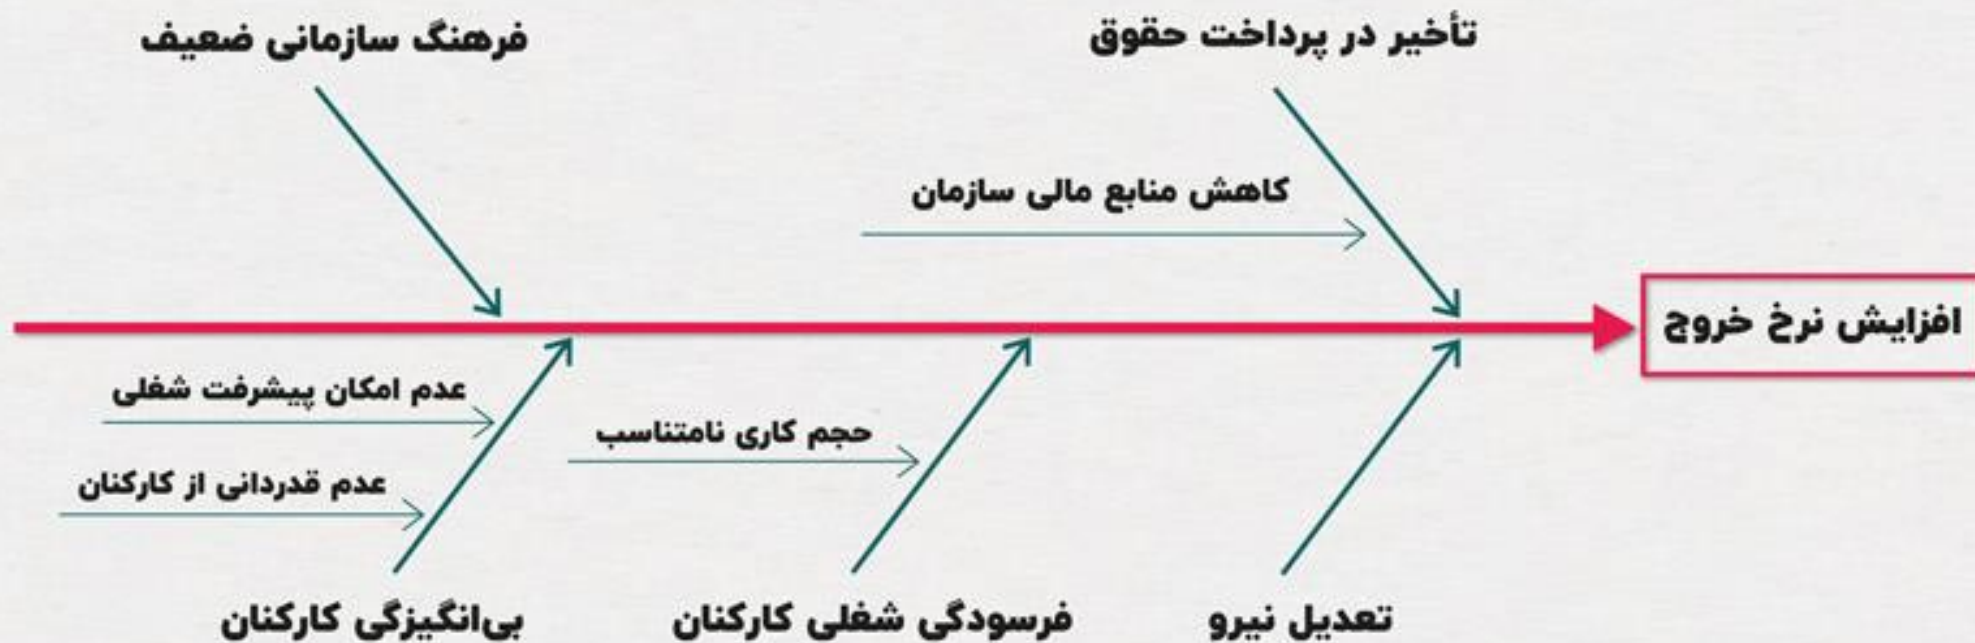 تأخیر در پرداخت حقوق
فرهنگ سازمانی ضعیف
کاهش منابع مالی سازمان
افزایش نرخ خروج
عدم امکان پیشرفت شغلی
حجم کاری نامتناسب
عدم قدردانی از کارکنان
تعدیل نیرو
فرسودگی شغلی کارکنان
بی‌انگیزگی کارکنان